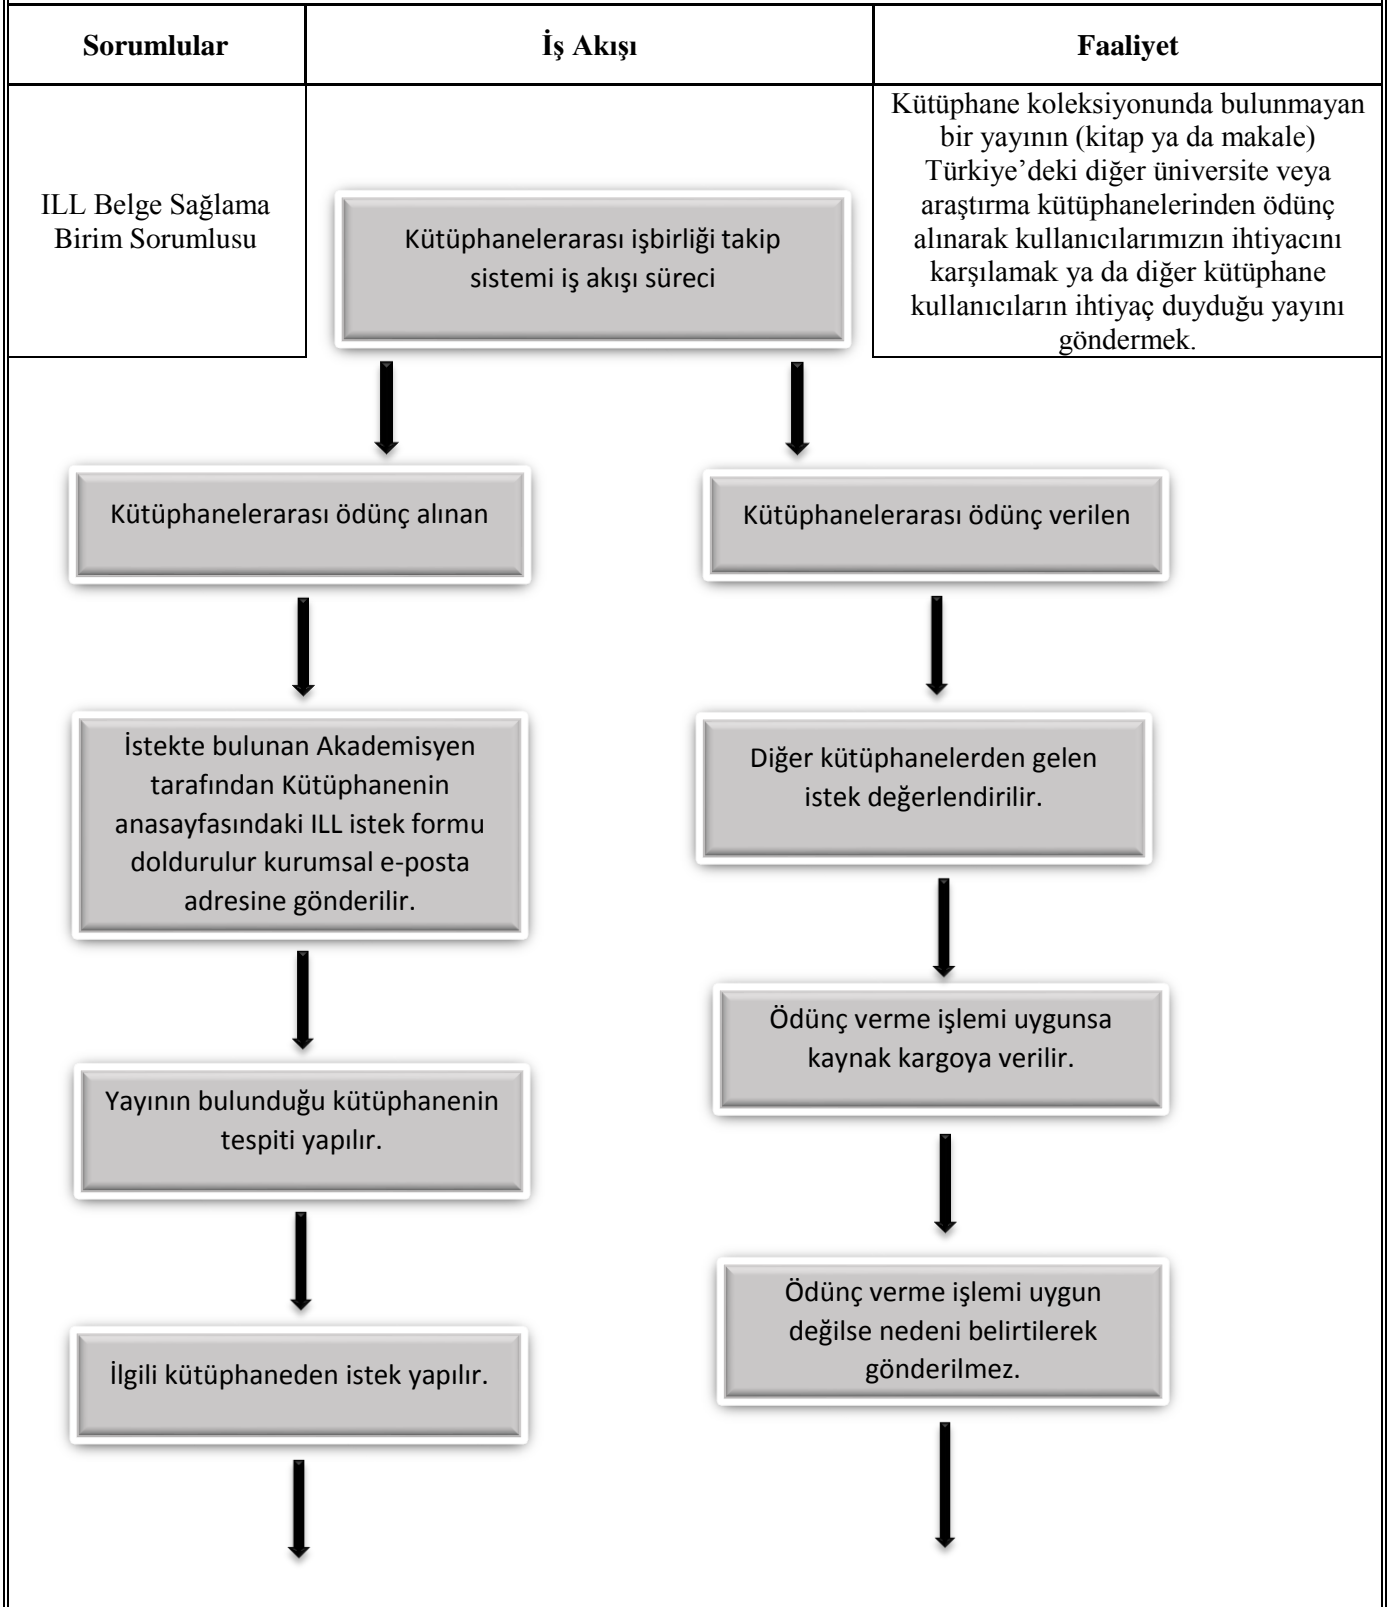 Sorumlular
İş Akışı
Faaliyet
ILL Belge Sağlama
Birim Sorumlusu
Kütüphanelerarası işbirliği takip
sistemi iş akışı süreci
Kütüphane koleksiyonunda bulunmayan
bir yayının (kitap ya da makale)
Türkiye’deki diğer üniversite veya
araştırma kütüphanelerinden ödünç
alınarak kullanıcılarımızın ihtiyacını
karşılamak ya da diğer kütüphane
kullanıcıların ihtiyaç duyduğu yayını
göndermek.
Kütüphanelerarası ödünç alınan
Kütüphanelerarası ödünç verilen
İstekte bulunan Akademisyen
tarafından Kütüphanenin
anasayfasındaki ILL istek formu
doldurulur kurumsal e-posta
adresine gönderilir.
Diğer kütüphanelerden gelen
istek değerlendirilir.
Ödünç verme işlemi uygunsa
kaynak kargoya verilir.
Yayının bulunduğu kütüphanenin
tespiti yapılır.
Ödünç verme işlemi uygun
değilse nedeni belirtilerek
gönderilmez.
İlgili kütüphaneden istek yapılır.